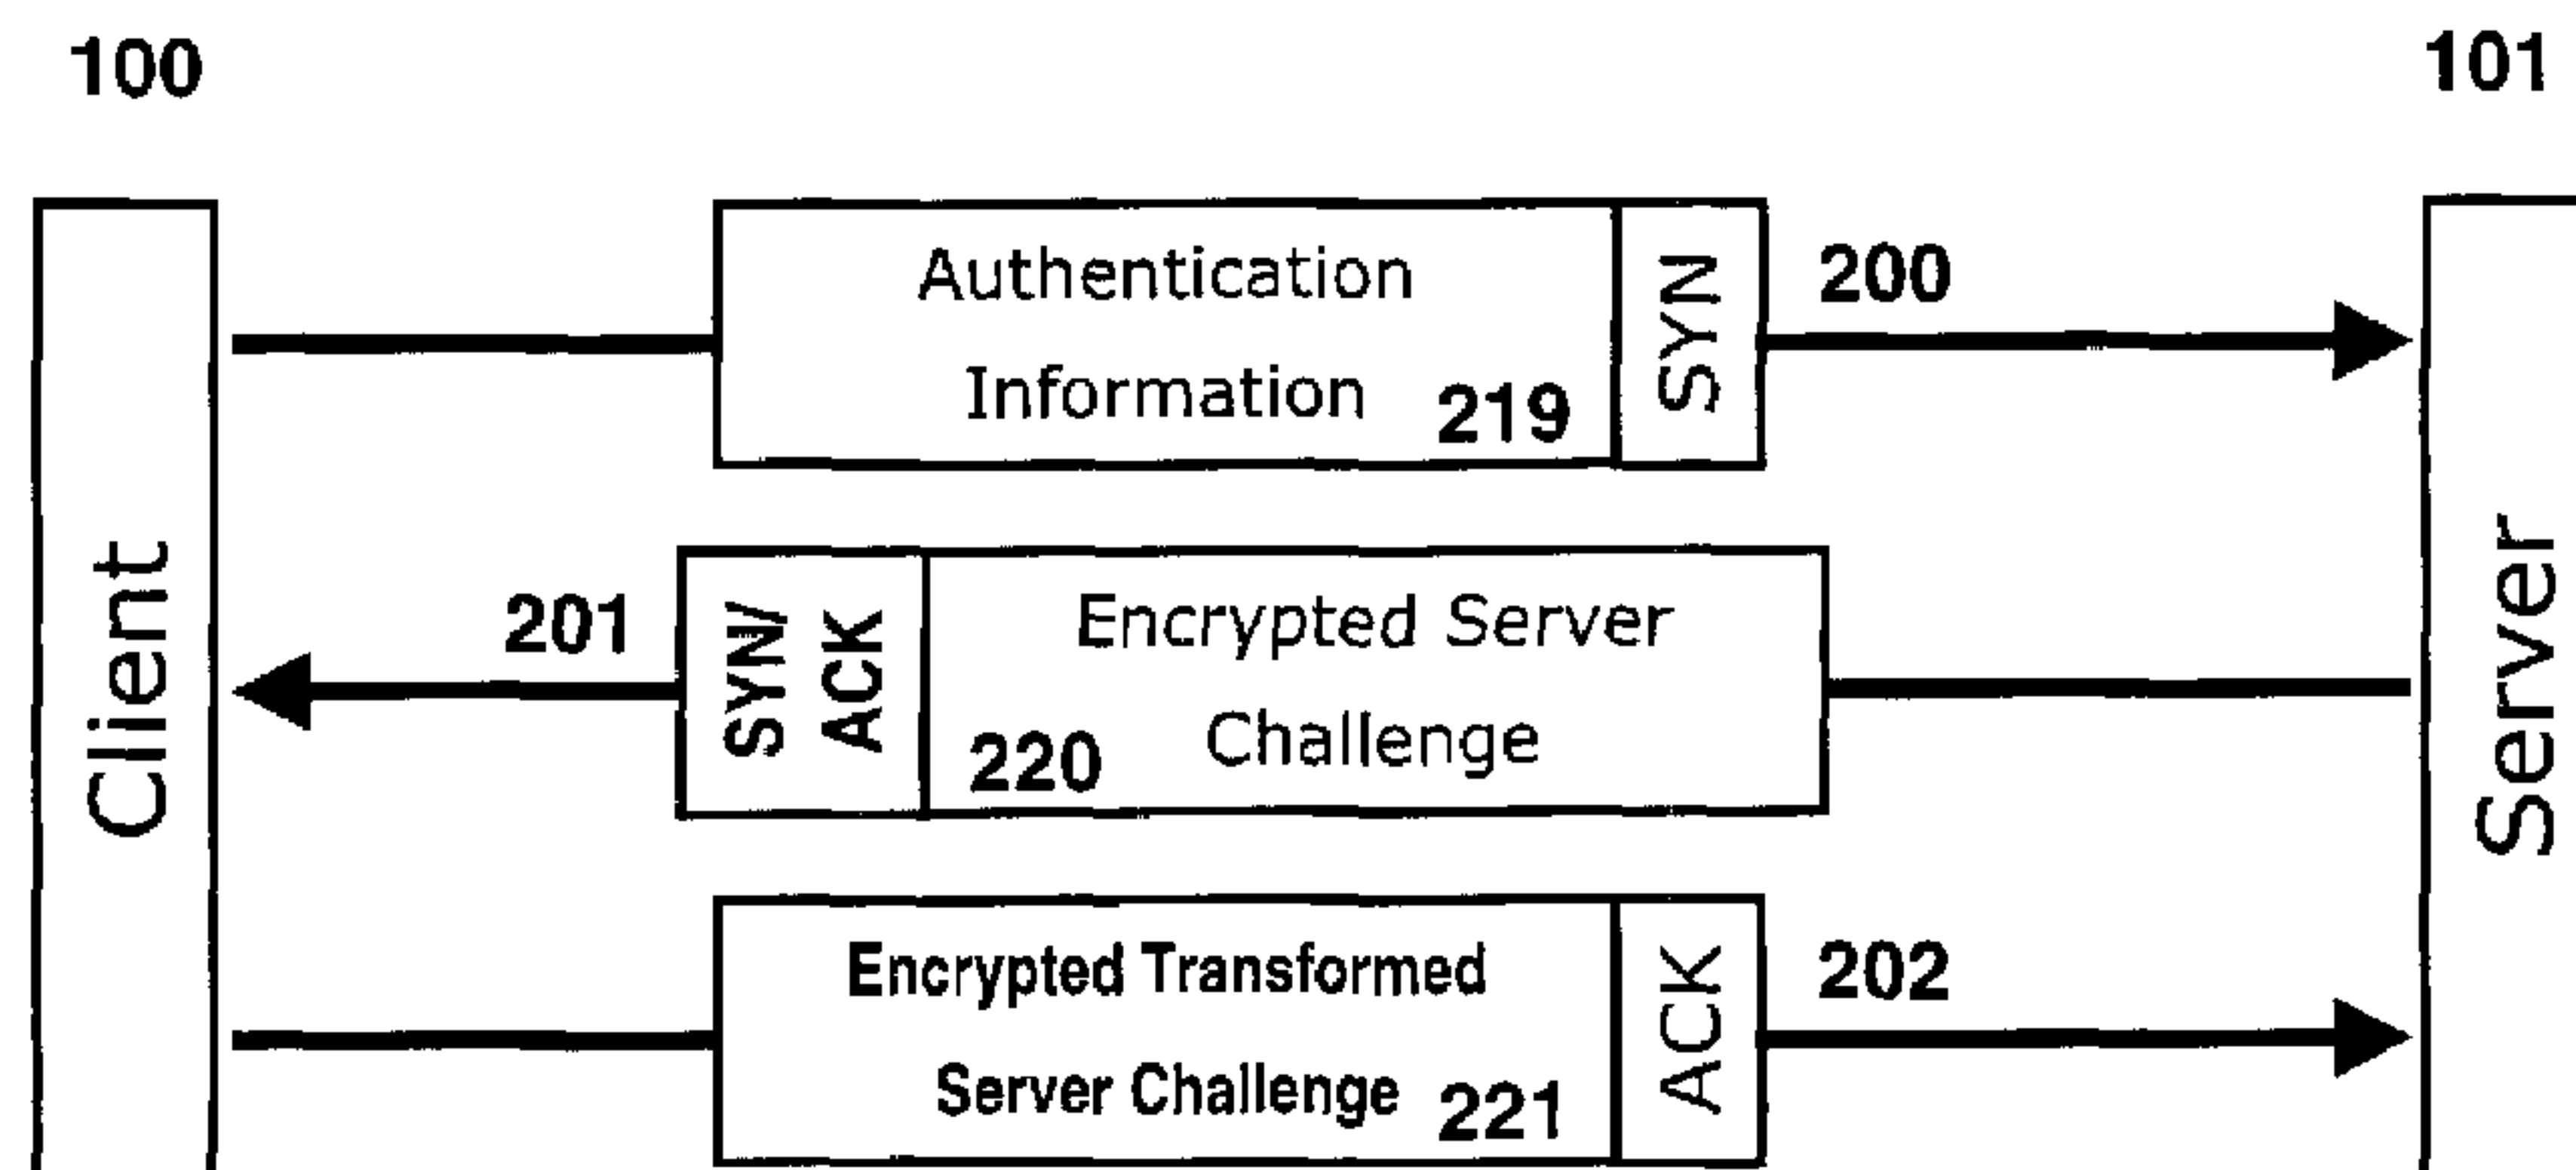 100
101
Authentication
Information
219
SYN
200
Client
201
SYN/
ACK
Encrypted Server
Challenge
220
Server
Encrypted Transformed
Server Challenge
221
ACK
202